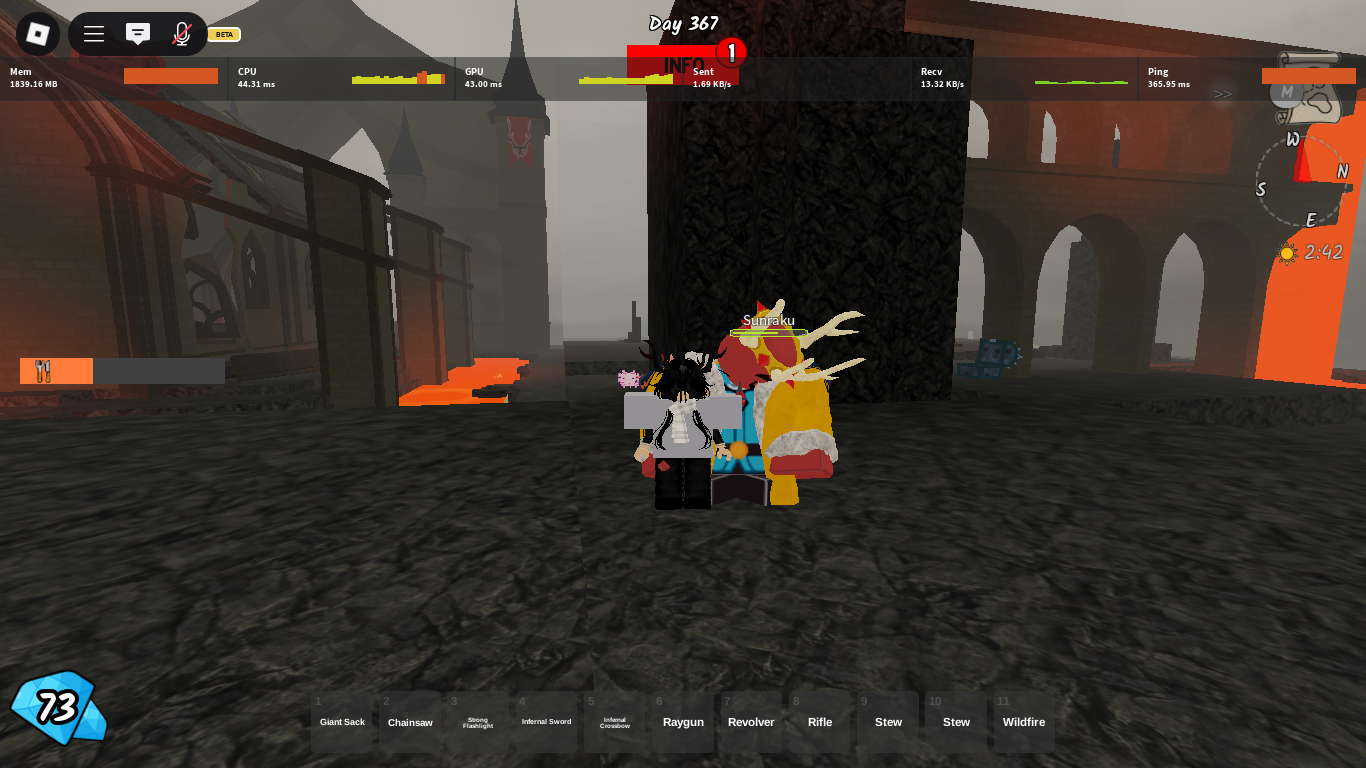 Day 367
BETA
INFO
1
Mem
1839.16 MB
CPU
44.31 ms
GPU
43.00 ms
Sent
1.69 KB/s
Recv
13.32 KB/s
Ping
365.95 ms
>>
M
W
N
S
E
2:42
Sunraku
73
1
Giant Sack
2
Chainsaw
3
Strong
Flashlight
4
Infernal Sword
5
Infernal
Crossbow
6
Raygun
7
Revolver
8
Rifle
9
Stew
10
Stew
11
Wildfire